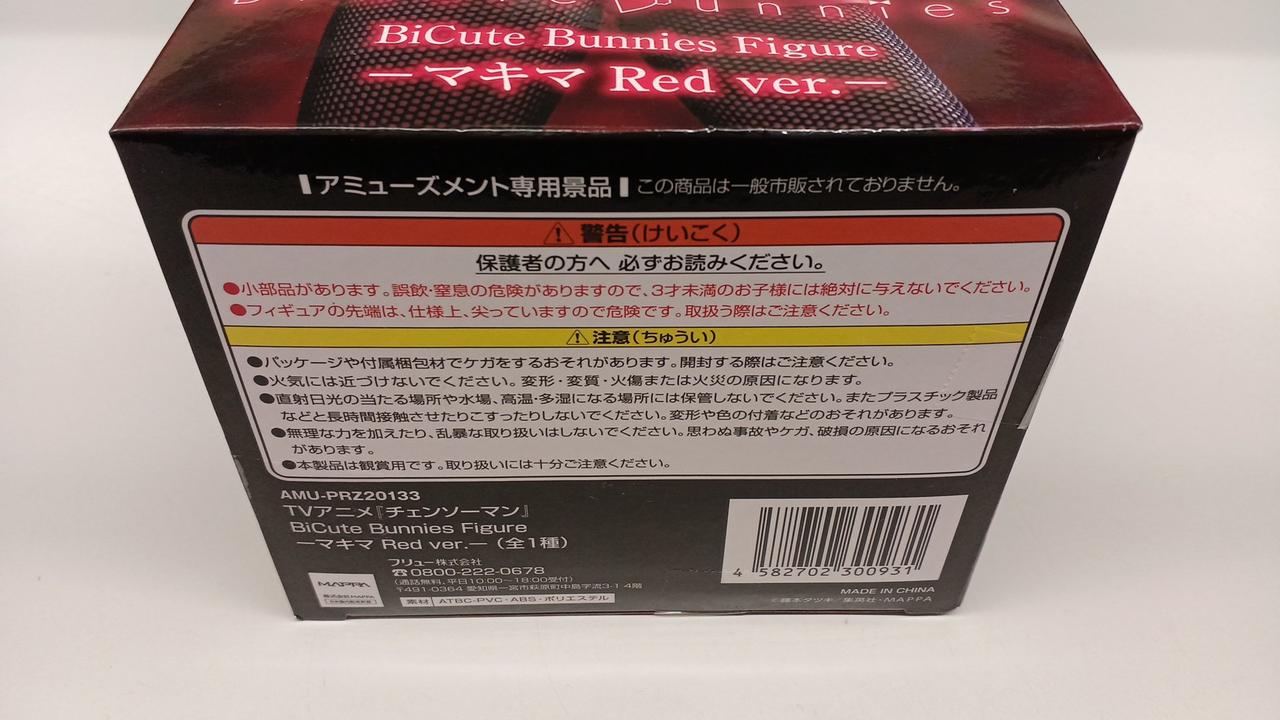 BiCute Bunnies
BiCute Bunnies Figure
－マキマ Red ver.－
アミューズメント専用景品 この商品は一般市販されておりません。
⚠ 警告(けいこく)
保護者の方へ 必ずお読みください。
●小部品があります。誤飲・窒息の危険がありますので、3才未満のお子様には絶対に与えないでください。
●フィギュアの先端は、仕様上、尖っていますので危険です。取扱う際はご注意ください。
⚠ 注意(ちゅうい)
●パッケージや付属梱包材でケガをするおそれがあります。開封する際はご注意ください。
●火気には近づけないでください。変形・変質・火傷または火災の原因になります。
●直射日光の当たる場所や水場、高温・多湿になる場所には保管しないでください。またプラスチック製品
などと長時間接触させたりこすったりしないでください。変形や色の付着などのおそれがあります。
●無理な力を加えたり、乱暴な取り扱いはしないでください。思わぬ事故やケガ、破損の原因になるおそれ
があります。
●本製品は観賞用です。取り扱いには十分ご注意ください。
AMU-PRZ20133
TVアニメ『チェンソーマン』
BiCute Bunnies Figure
－マキマ Red ver.－（全1種）
フリュー株式会社
☎0800-222-0678
(通話無料、平日10:00～18:00受付)
〒491-0364 愛知県一宮市萩原町中島字流3-1 4階
素材 ATBC-PVC・ABS・ポリエステル
MAPPA
株式会社MAPPA
4 582702 300931
MADE IN CHINA
©藤本タツキ／集英社・MAPPA